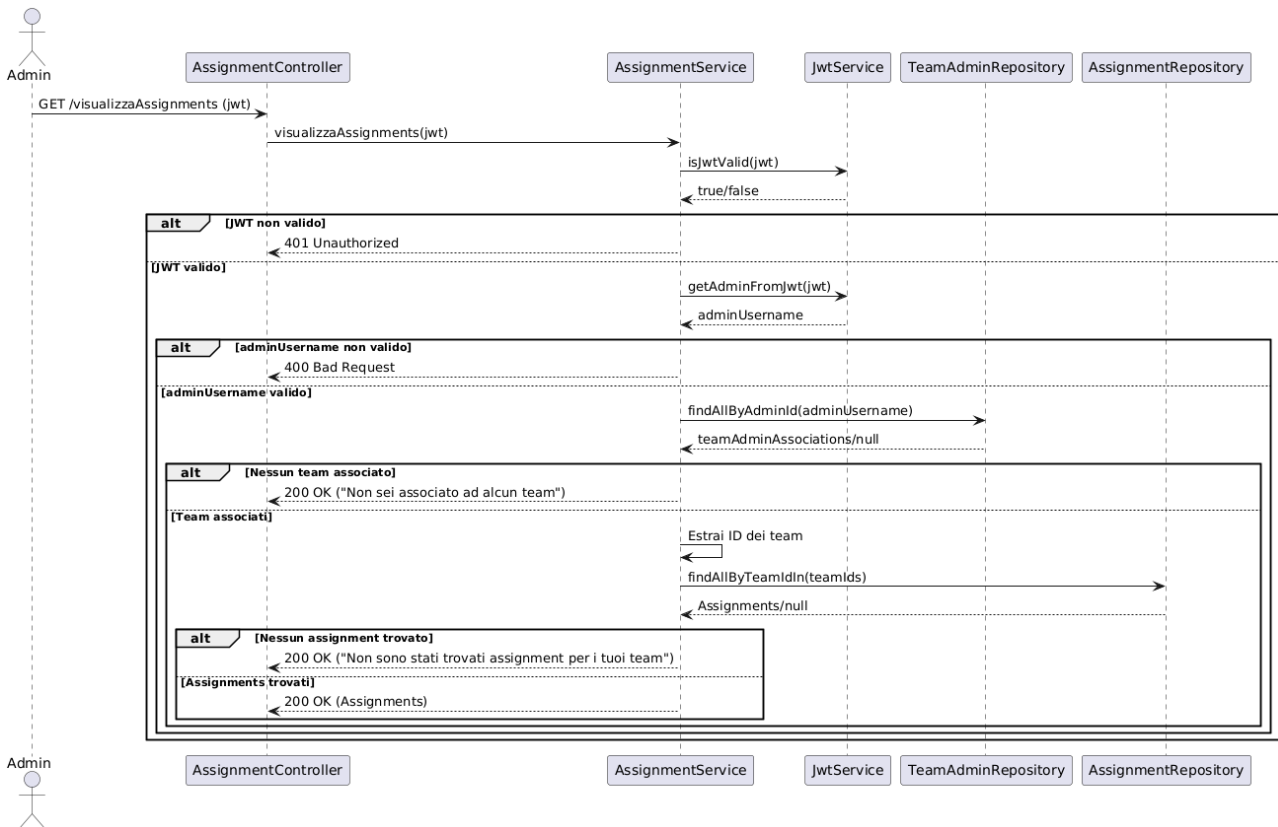 Admin
AssignmentController
AssignmentService
JwtService
TeamAdminRepository
AssignmentRepository
GET /visualizzaAssignments (jwt)
visualizzaAssignments(jwt)
isJwtValid(jwt)
true/false
alt [JWT non valido]
401 Unauthorized
[JWT valido]
getAdminFromJwt(jwt)
adminUsername
alt [adminUsername non valido]
400 Bad Request
[adminUsername valido]
findAllByAdminId(adminUsername)
teamAdminAssociations/null
alt [Nessun team associato]
200 OK ("Non sei associato ad alcun team")
[Team associati]
Estrai ID dei team
findAllByTeamIdIn(teamIds)
Assignments/null
alt [Nessun assignment trovato]
200 OK ("Non sono stati trovati assignment per i tuoi team")
[Assignments trovati]
200 OK (Assignments)
Admin
AssignmentController
AssignmentService
JwtService
TeamAdminRepository
AssignmentRepository